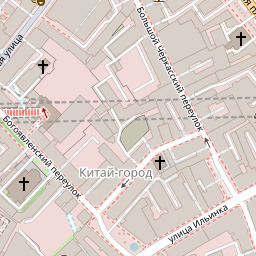 Большой Черкасский переулок
улица
Богоявленский переулок
Китай-город
улица Ильинка